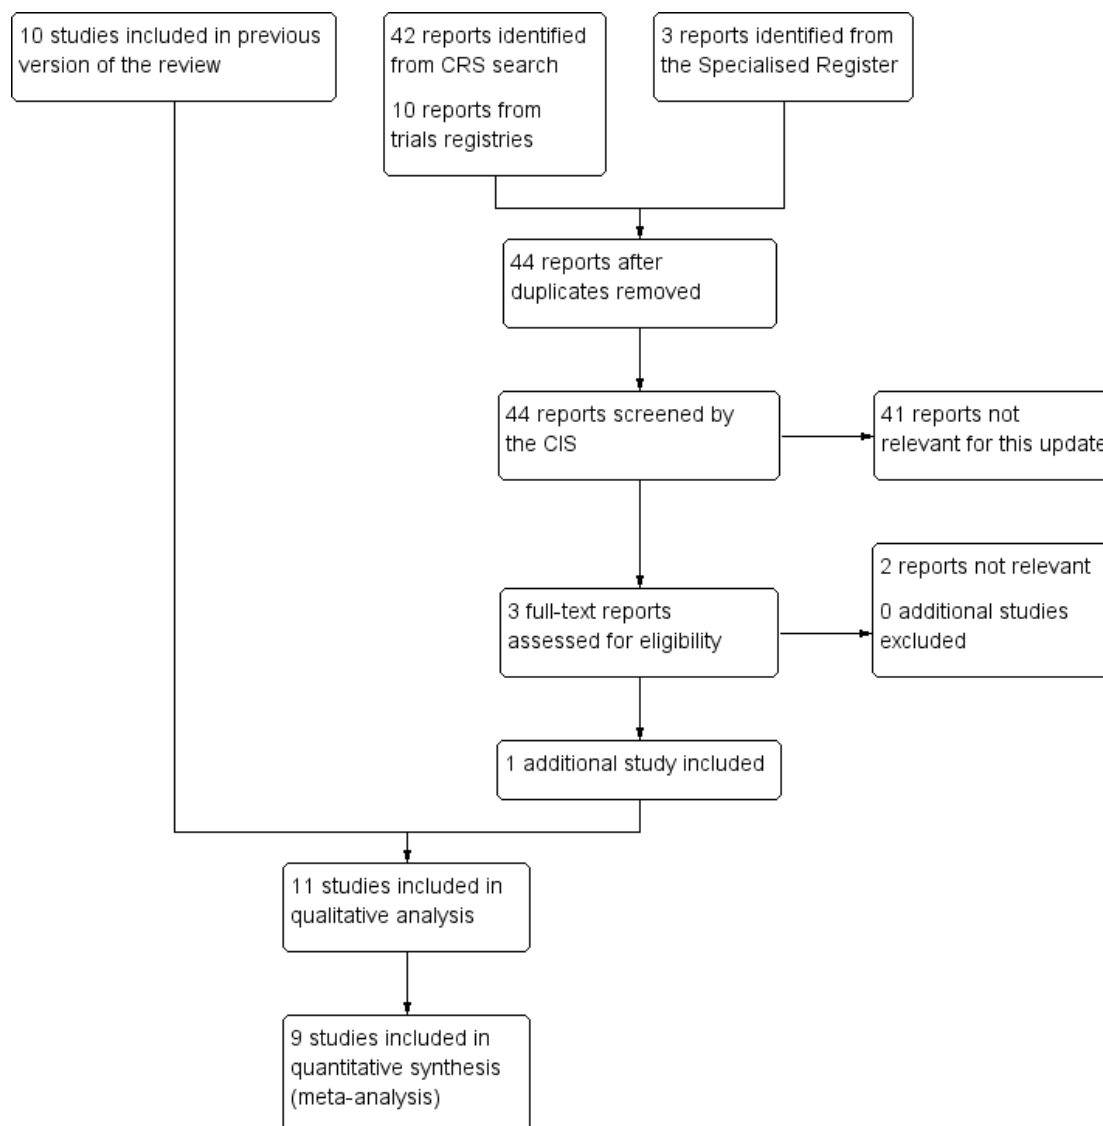 10 studies included in previous
version of the review
42 reports identified
from CRS search
10 reports from
trials registries
3 reports identified from
the Specialised Register
44 reports after
duplicates removed
44 reports screened by
the CIS
41 reports not
relevant for this update
3 full-text reports
assessed for eligibility
2 reports not relevant
0 additional studies
excluded
1 additional study included
11 studies included in
qualitative analysis
9 studies included in
quantitative synthesis
(meta-analysis)